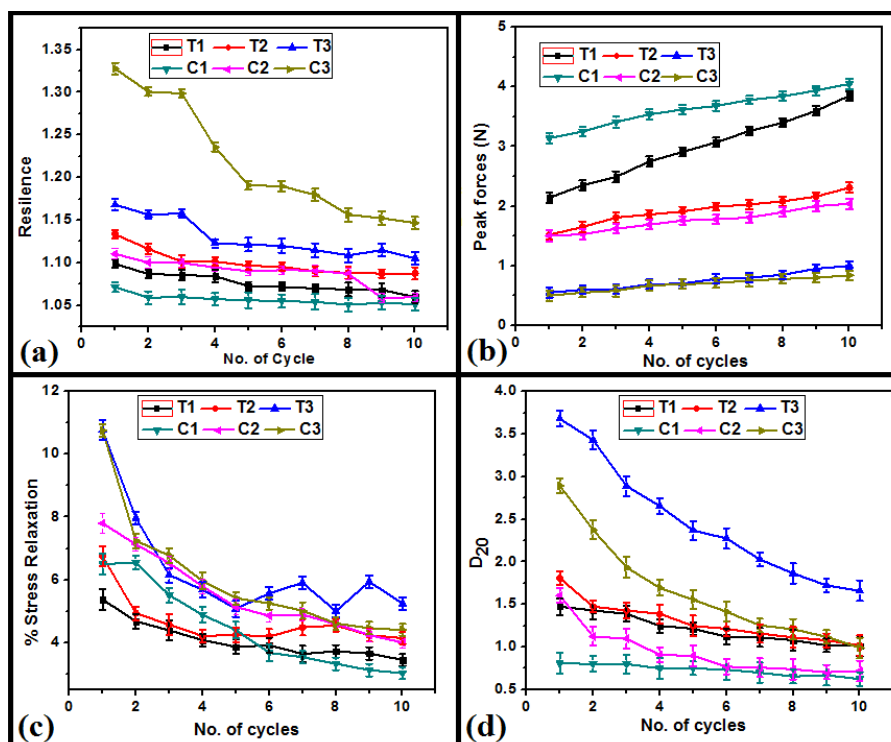 1.35
1.30
1.25
1.20
1.15
1.10
1.05
Resilence
T1 T2 T3
C1 C2 C3
0 2 4 6 8 10
No. of Cycle
(a)
5
4
3
2
1
0
Peak forces (N)
T1 T2 T3
C1 C2 C3
0 2 4 6 8 10
No. of cycles
(b)
12
10
8
6
4
% Stress Relaxation
T1 T2 T3
C1 C2 C3
0 2 4 6 8 10
No. of cycles
(c)
4.0
3.5
3.0
2.5
2.0
1.5
1.0
0.5
D20
T1 T2 T3
C1 C2 C3
0 2 4 6 8 10
No. of cycles
(d)